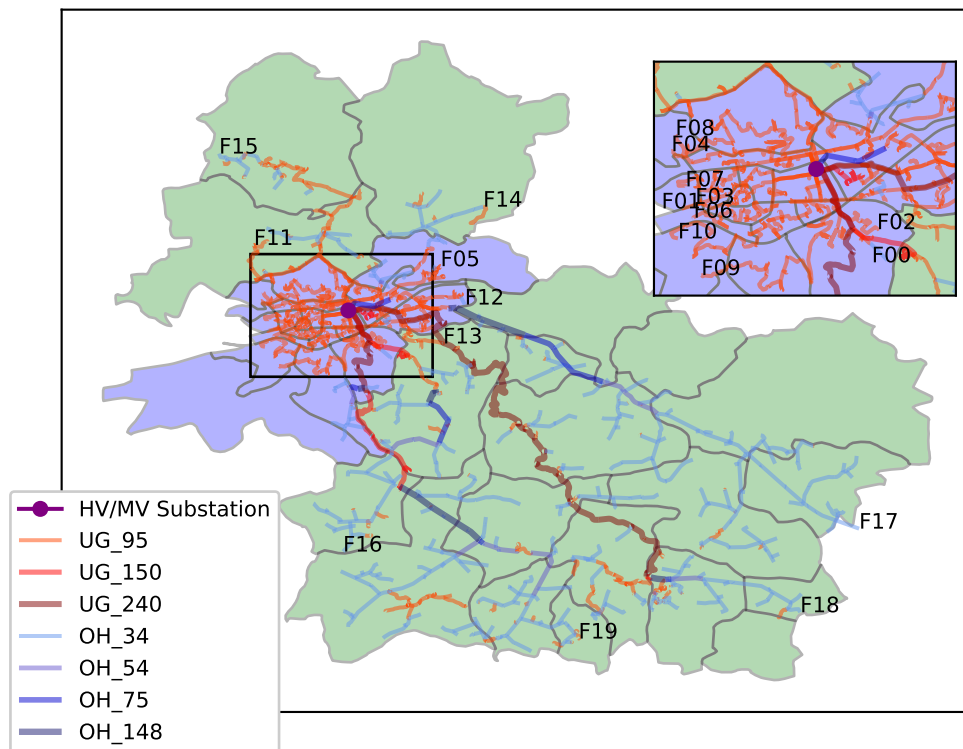 F15
F14
F11
F05
F12
F13
F17
F16
F18
F19
F08
F04
F07
F01
F03
F06
F02
F10
F00
F09
HV/MV Substation
UG_95
UG_150
UG_240
OH_34
OH_54
OH_75
OH_148